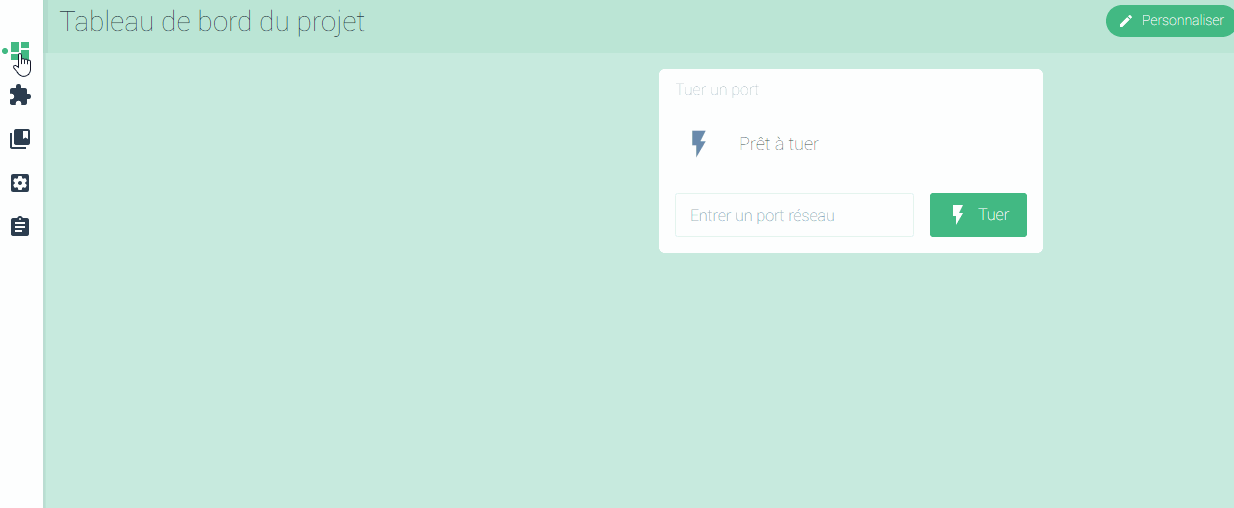 Tableau de bord du projet
Personnaliser
Tuer un port
Prêt à tuer
Entrer un port réseau
Tuer